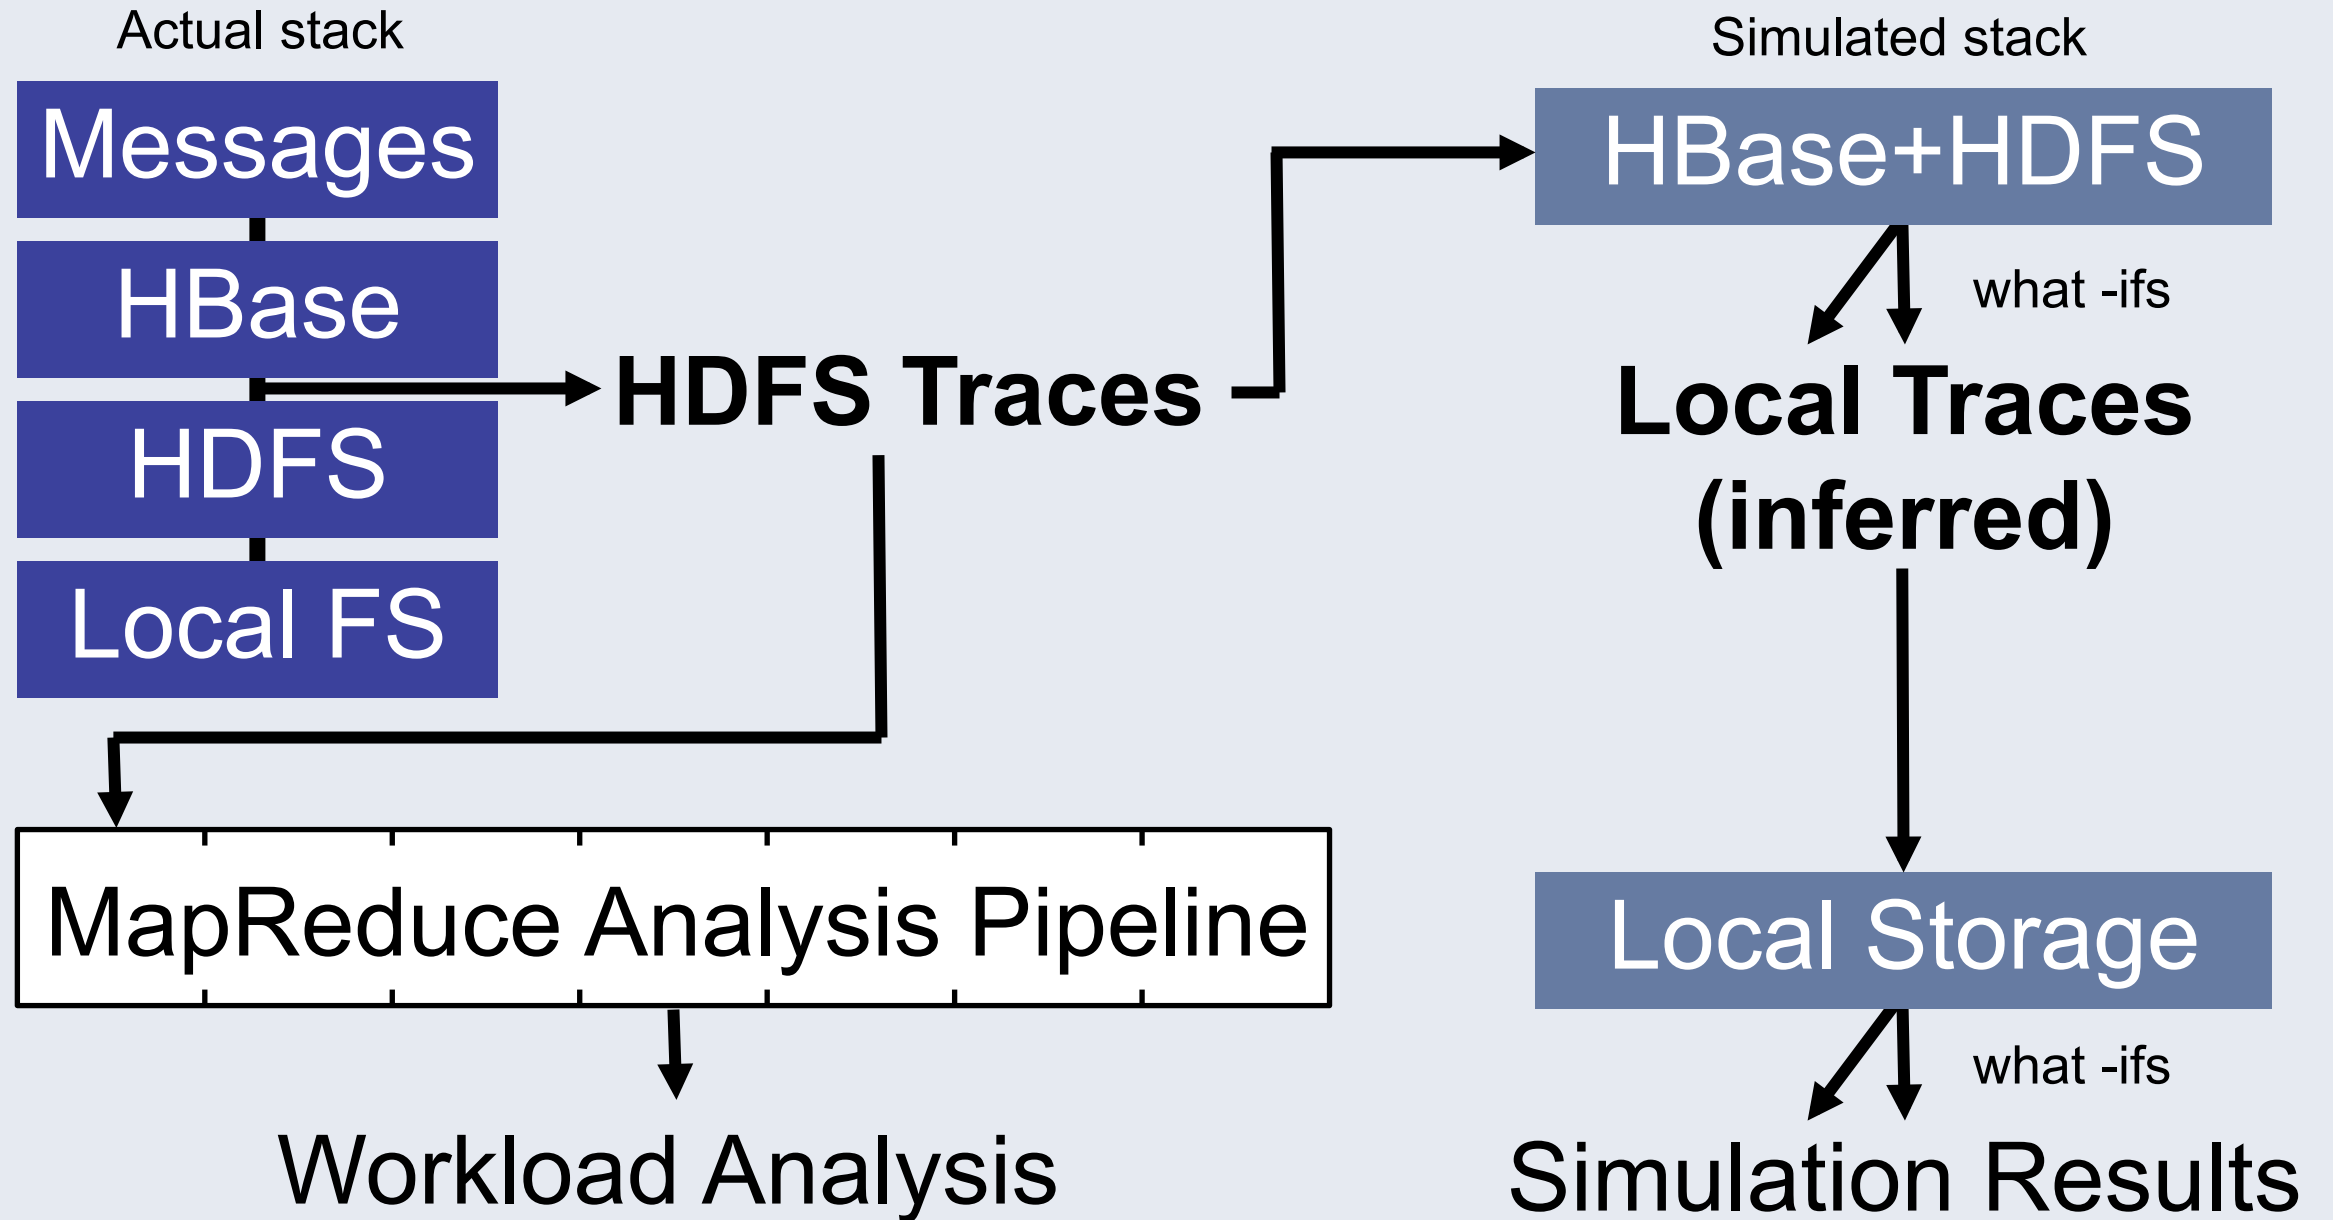 Actual stack
Messages
HBase
HDFS
Local FS
HDFS Traces
MapReduce Analysis Pipeline
Workload Analysis
Simulated stack
HBase+HDFS
what -ifs
Local Traces
(inferred)
Local Storage
what -ifs
Simulation Results